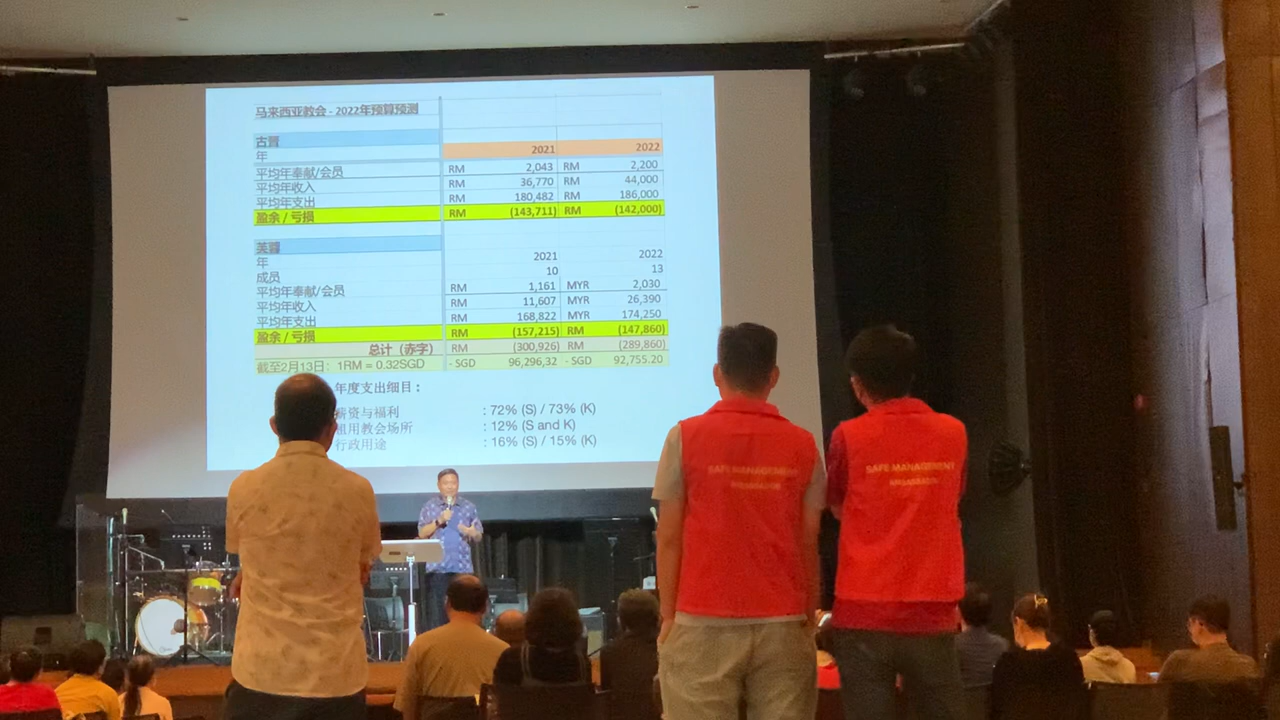 马来西亚教会 - 2022年预算预测
古晋
年 2021 2022
平均年奉献/会员 RM 2,043 RM 2,200
平均年收入 RM 36,770 RM 44,000
平均年支出 RM 180,482 RM 186,000
盈余 / 亏损 RM (143,711) RM (142,000)
芙蓉
年 2021 2022
成员 10 13
平均年奉献/会员 RM 1,161 MYR 2,030
平均年收入 RM 11,607 MYR 26,390
平均年支出 RM 168,822 MYR 174,250
盈余 / 亏损 RM (157,215) RM (147,860)
总计（赤字） RM (300,926) RM (289,860)
截至2月13日：1RM = 0.32SGD - SGD 96,296,32 - SGD 92,755.20
年度支出细目：
薪资与福利 : 72% (S) / 73% (K)
租用教会场所 : 12% (S and K)
行政用途 : 16% (S) / 15% (K)
SAFE MANAGEMENT
AMBASSADOR
SAFE MANAGEMENT
AMBASSADOR